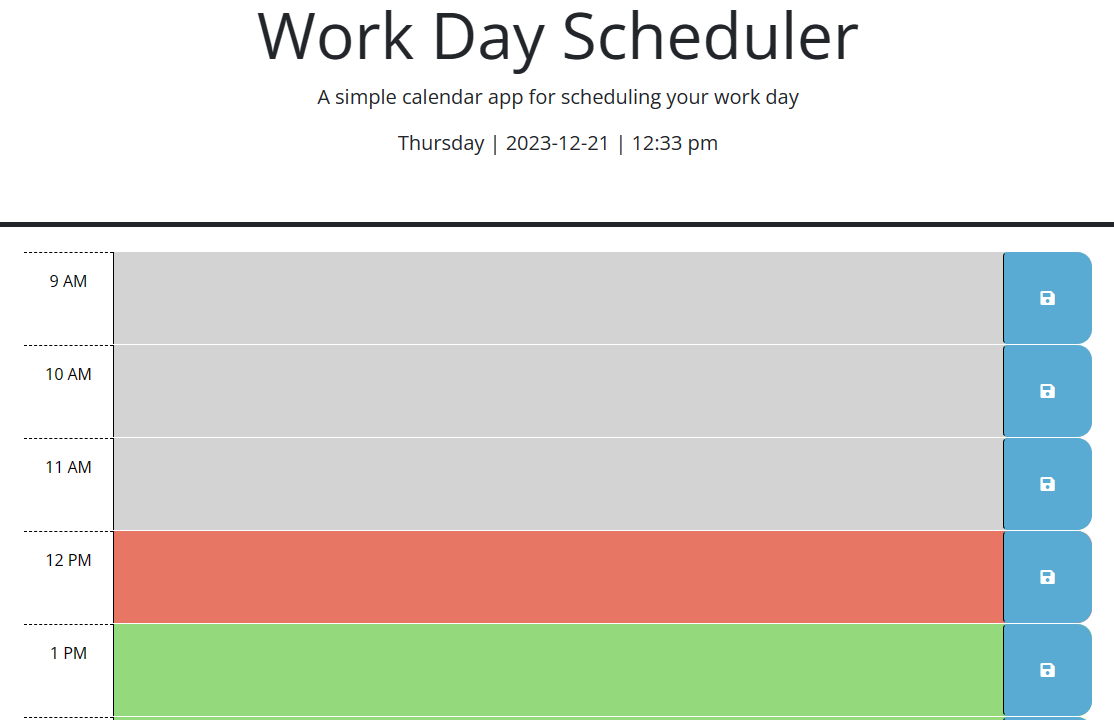 Work Day Scheduler
A simple calendar app for scheduling your work day
Thursday | 2023-12-21 | 12:33 pm
9 AM
10 AM
11 AM
12 PM
1 PM